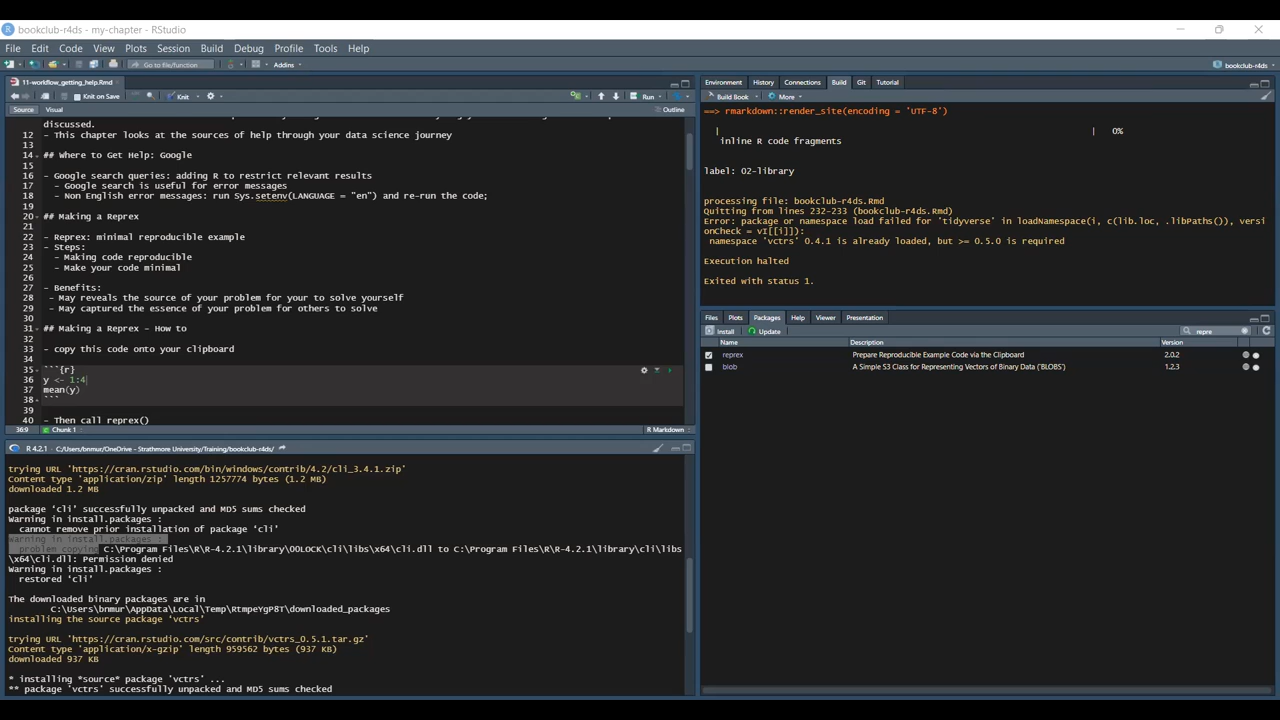 bookclub-r4ds - my-chapter - RStudio
File Edit Code View Plots Session Build Debug Profile Tools Help
Go to file/function Addins bookclub-r4ds
11-workflow_getting_help.Rmd
Knit on Save Knit Run
Source Visual Outline
discussed.
12 - This chapter looks at the sources of help through your data science journey
13
14 ## Where to Get Help: Google
15
16 - Google search queries: adding R to restrict relevant results
17 - Google search is useful for error messages
18 - Non English error messages: run Sys.setenv(LANGUAGE = "en") and re-run the code;
19
20 ## Making a Reprex
21
22 - Reprex: minimal reproducible example
23 - Steps:
24 - Making code reproducible
25 - Make your code minimal
26
27 - Benefits:
28 - May reveals the source of your problem for your to solve yourself
29 - May captured the essence of your problem for others to solve
30
31 ## Making a Reprex - How to
32
33 - copy this code onto your clipboard
34
35 ```{r}
36 y <- 1:4
37 mean(y)
38 ```
39
40 - Then call reprex()
36:9 Chunk 1 R Markdown
R 4.2.1 · C:/Users/bnmur/OneDrive - Strathmore University/Training/bookclub-r4ds/
trying URL 'https://cran.rstudio.com/bin/windows/contrib/4.2/cli_3.4.1.zip'
Content type 'application/zip' length 1257774 bytes (1.2 MB)
downloaded 1.2 MB
package 'cli' successfully unpacked and MD5 sums checked
Warning in install.packages :
cannot remove prior installation of package 'cli'
Warning in install.packages :
problem copying C:\Program Files\R\R-4.2.1\library\00LOCK\cli\libs\x64\cli.dll to C:\Program Files\R\R-4.2.1\library\cli\libs
\x64\cli.dll: Permission denied
Warning in install.packages :
restored 'cli'
The downloaded binary packages are in
C:\Users\bnmur\AppData\Local\Temp\RtmpeYgP8T\downloaded_packages
installing the source package 'vctrs'
trying URL 'https://cran.rstudio.com/src/contrib/vctrs_0.5.1.tar.gz'
Content type 'application/x-gzip' length 959562 bytes (937 KB)
downloaded 937 KB
* installing *source* package 'vctrs' ...
** package 'vctrs' successfully unpacked and MD5 sums checked
Environment History Connections Build Git Tutorial
Build Book More
==> rmarkdown::render_site(encoding = 'UTF-8')
| | 0%
inline R code fragments
label: 02-library
processing file: bookclub-r4ds.Rmd
Quitting from lines 232-233 (bookclub-r4ds.Rmd)
Error: package or namespace load failed for 'tidyverse' in loadNamespace(i, c(lib.loc, .libPaths()), versi
onCheck = vI[[i]]):
namespace 'vctrs' 0.4.1 is already loaded, but >= 0.5.0 is required
Execution halted
Exited with status 1.
Files Plots Packages Help Viewer Presentation
Install Update repre
Name Description Version
reprex Prepare Reproducible Example Code via the Clipboard 2.0.2
blob A Simple S3 Class for Representing Vectors of Binary Data ('BLOBS') 1.2.3